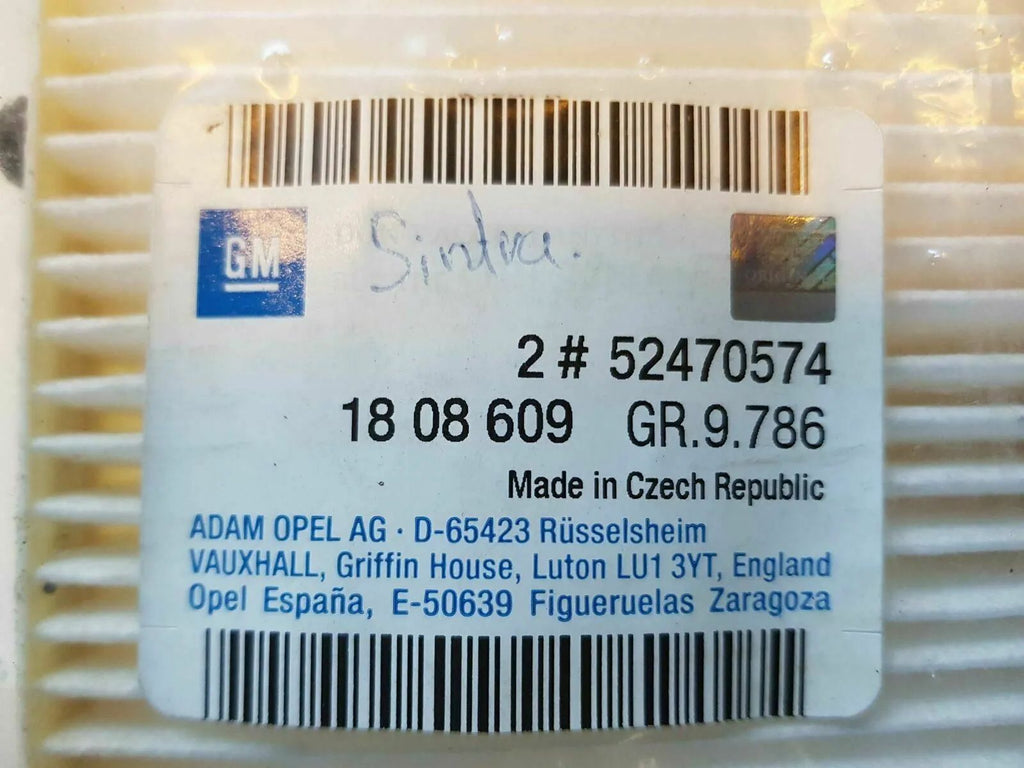 GM
Sintra.
2 # 52470574
18 08 609 GR.9.786
Made in Czech Republic
ADAM OPEL AG · D-65423 Rüsselsheim
VAUXHALL, Griffin House, Luton LU1 3YT, England
Opel España, E-50639 Figueruelas Zaragoza